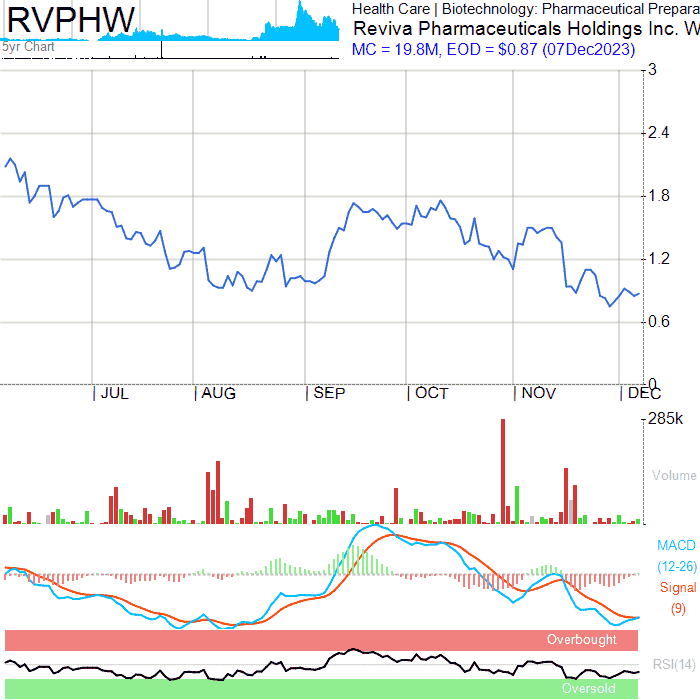 RVPHW
5yr Chart
Health Care | Biotechnology: Pharmaceutical Prepara
Reviva Pharmaceuticals Holdings Inc. W
MC = 19.8M, EOD = $0.87 (07Dec2023)
3
2.4
1.8
1.2
0.6
0
JUL AUG SEP OCT NOV DEC
285k
Volume
MACD
(12-26)
Signal
(9)
Overbought
RSI(14)
Oversold